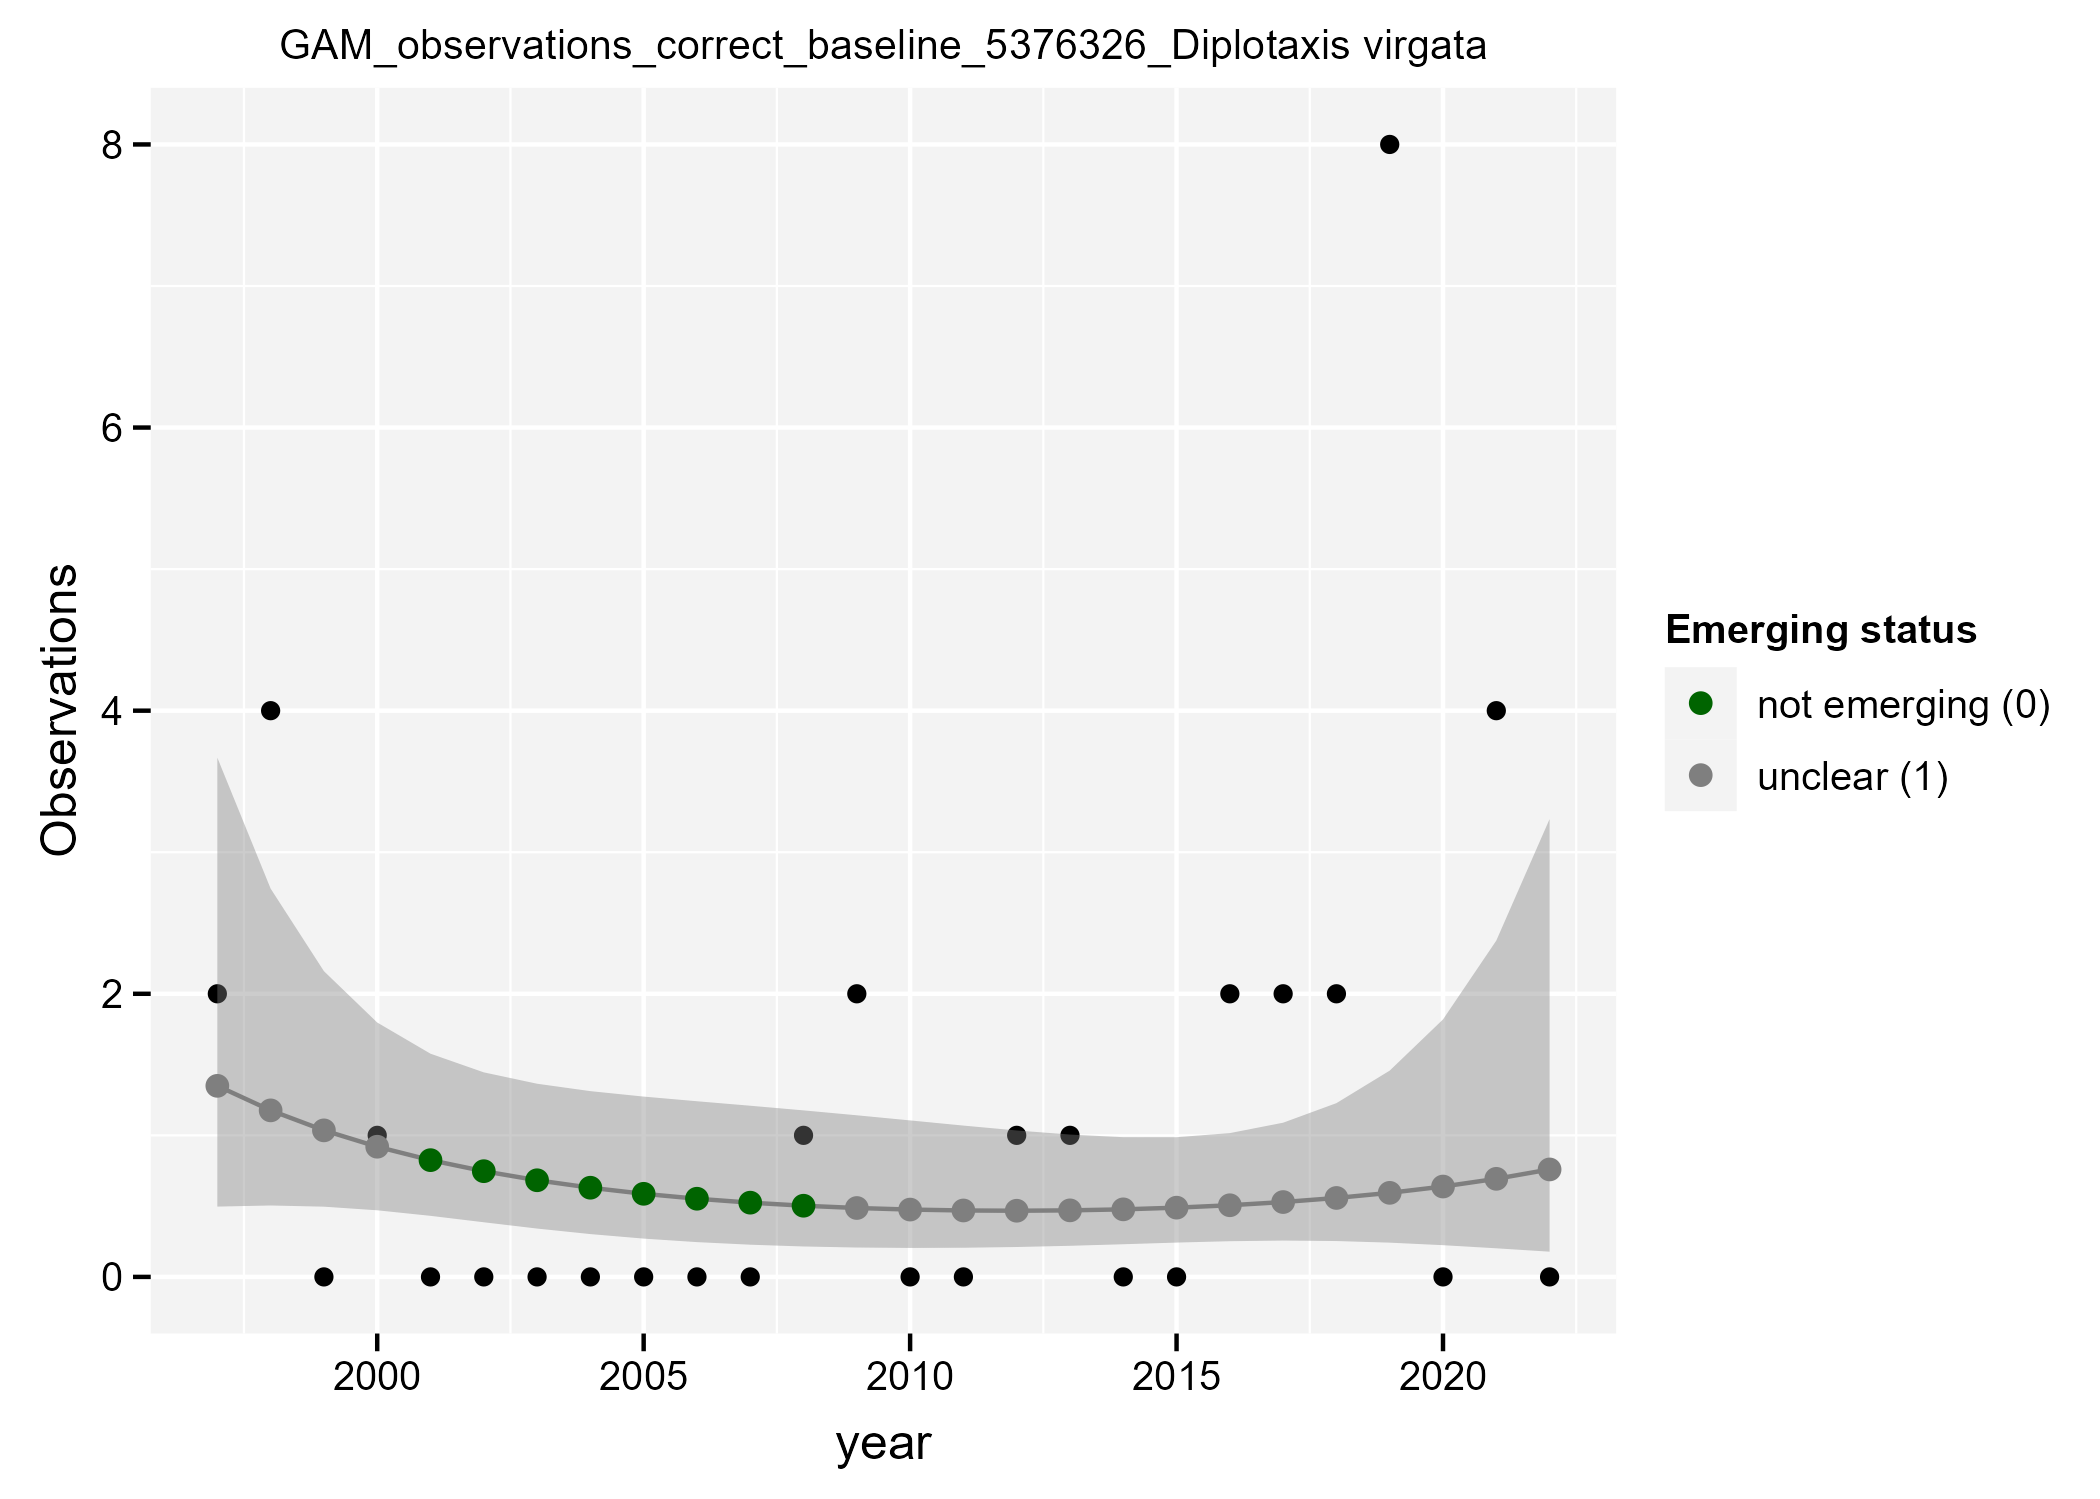 GAM_observations_correct_baseline_5376326_Diplotaxis virgata
8
6
4
2
0
Observations
2000 2005 2010 2015 2020
year
Emerging status
not emerging (0)
unclear (1)